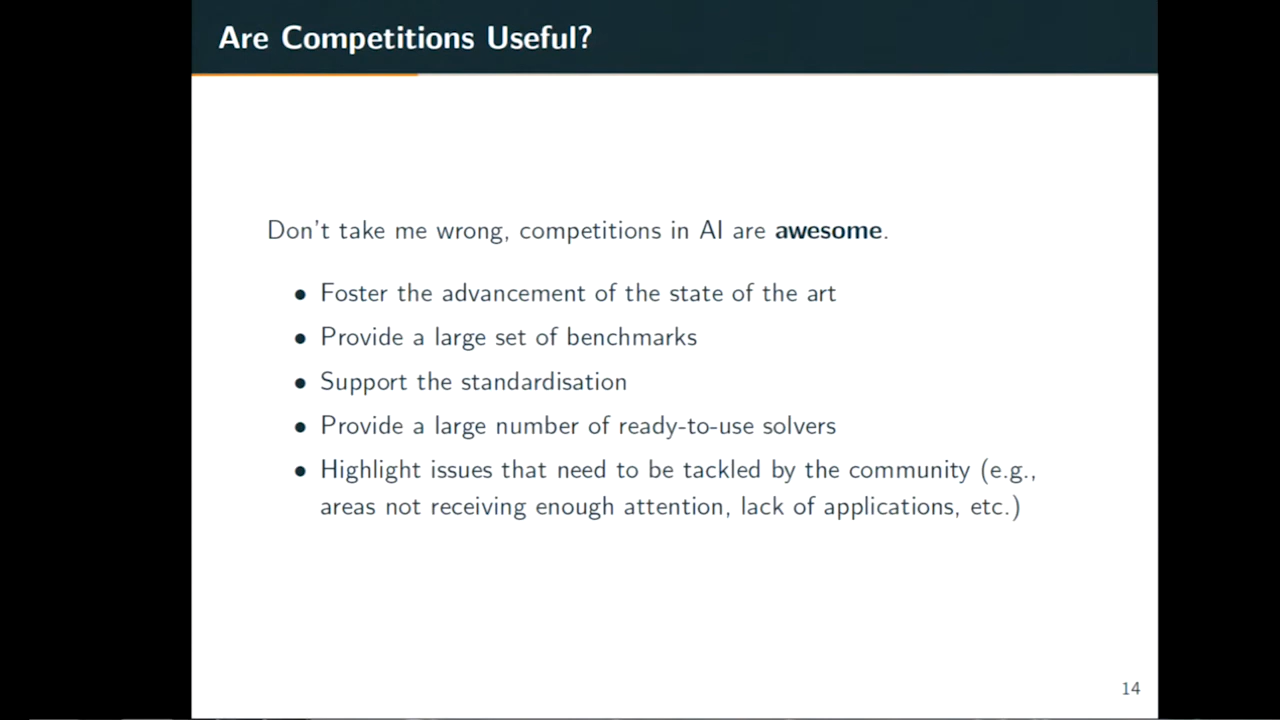 Are Competitions Useful?
Don't take me wrong, competitions in AI are awesome.
• Foster the advancement of the state of the art
• Provide a large set of benchmarks
• Support the standardisation
• Provide a large number of ready-to-use solvers
• Highlight issues that need to be tackled by the community (e.g.,
areas not receiving enough attention, lack of applications, etc.)
14